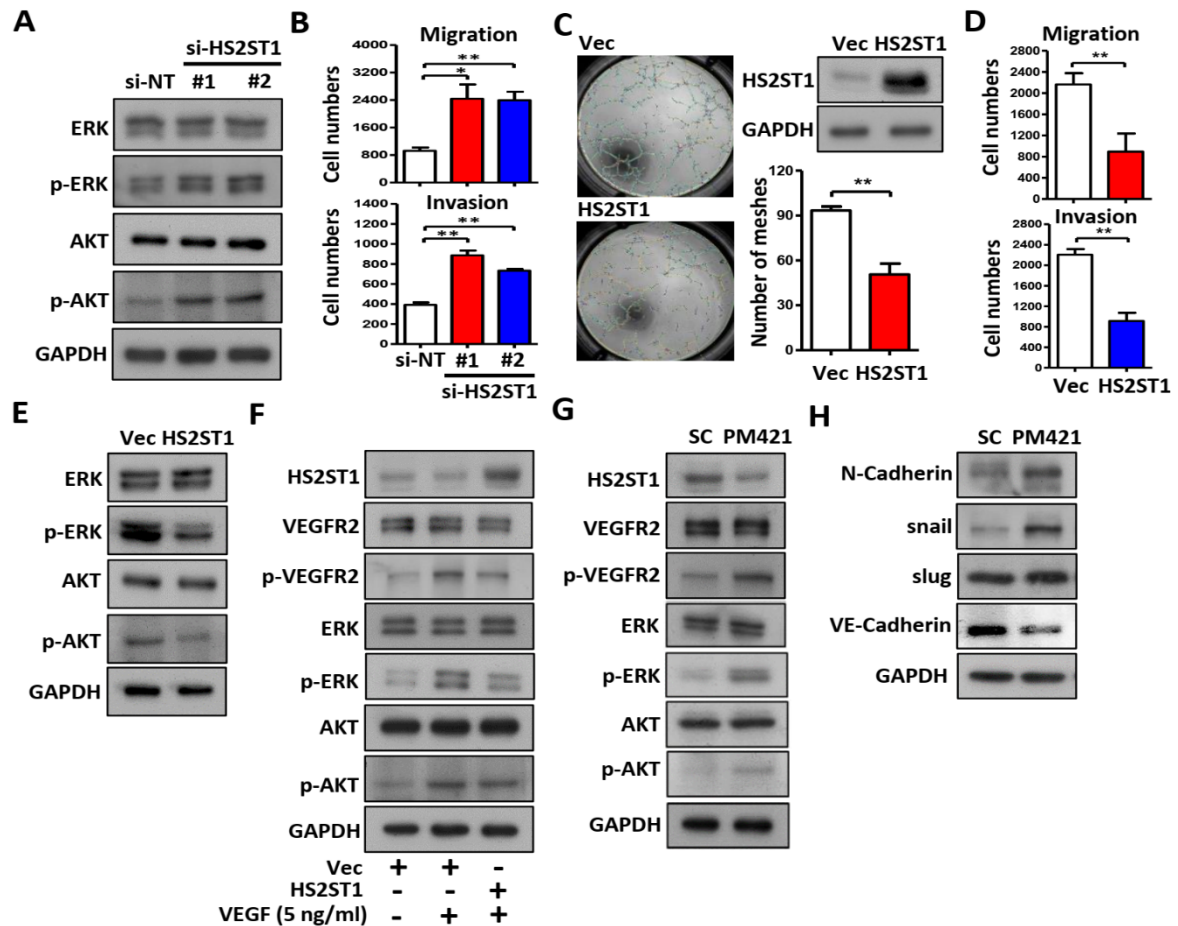 A
si-HS2ST1
si-NT #1 #2
ERK
p-ERK
AKT
p-AKT
GAPDH
B
Migration
Cell numbers
4000
3200
2400
1600
800
0
**
*
Invasion
Cell numbers
1400
1200
1000
800
600
400
200
0
**
**
si-NT #1 #2
si-HS2ST1
C
Vec
HS2ST1
Vec HS2ST1
HS2ST1
GAPDH
Number of meshes
120
90
60
30
0
**
Vec HS2ST1
D
Migration
Cell numbers
2800
2400
2000
1600
1200
800
400
0
**
Invasion
Cell numbers
2800
2400
2000
1600
1200
800
400
0
**
Vec HS2ST1
E
Vec HS2ST1
ERK
p-ERK
AKT
p-AKT
GAPDH
F
HS2ST1
VEGFR2
p-VEGFR2
ERK
p-ERK
AKT
p-AKT
GAPDH
Vec + + -
HS2ST1 - - +
VEGF (5 ng/ml) - + +
G
SC PM421
HS2ST1
VEGFR2
p-VEGFR2
ERK
p-ERK
AKT
p-AKT
GAPDH
H
SC PM421
N-Cadherin
snail
slug
VE-Cadherin
GAPDH